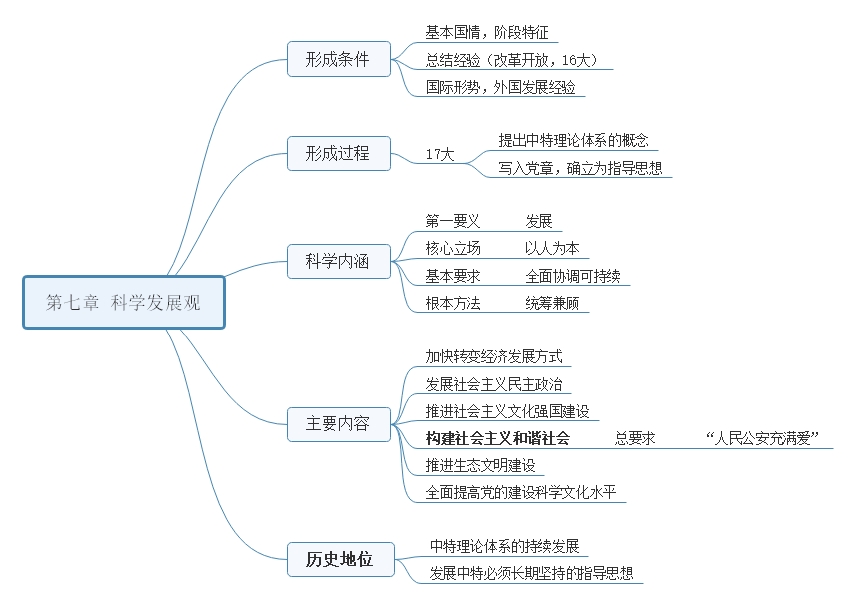 第七章 科学发展观
形成条件
基本国情，阶段特征
总结经验（改革开放，16大）
国际形势，外国发展经验
形成过程
17大
提出中特理论体系的概念
写入党章，确立为指导思想
科学内涵
第一要义 发展
核心立场 以人为本
基本要求 全面协调可持续
根本方法 统筹兼顾
主要内容
加快转变经济发展方式
发展社会主义民主政治
推进社会主义文化强国建设
构建社会主义和谐社会 总要求 “人民公安充满爱”
推进生态文明建设
全面提高党的建设科学文化水平
历史地位
中特理论体系的持续发展
发展中特必须长期坚持的指导思想